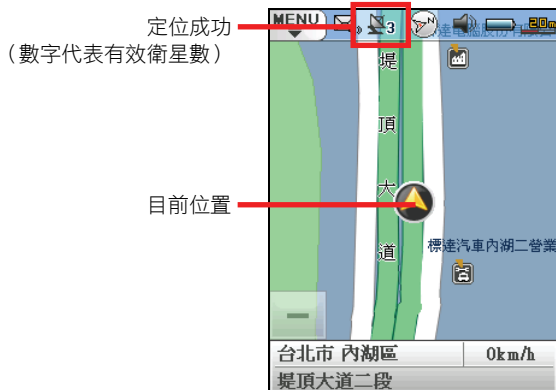 定位成功
（數字代表有效衛星數）
目前位置
MENU
3
N
20m
堤
頂
大
道
標達汽車內湖二營業
台北市 內湖區
0km/h
堤頂大道二段